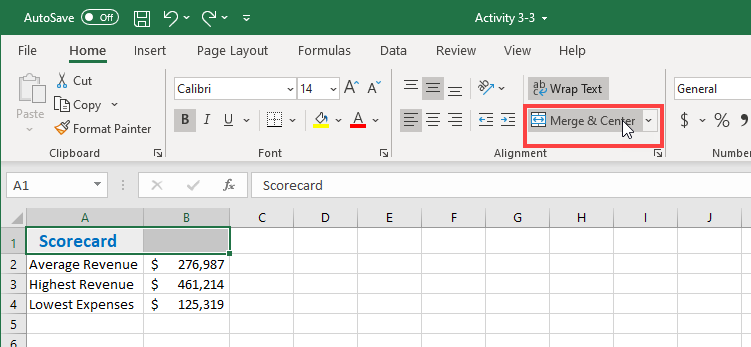 AutoSave Off Activity 3-3
File Home Insert Page Layout Formulas Data Review View Help
Cut Calibri 14 A A ab Wrap Text General
Copy B I U A Merge & Center $ % ,
Format Painter
Clipboard Font Alignment Number
A1 fx Scorecard
A B C D E F G H I J
1 Scorecard
2 Average Revenue $ 276,987
3 Highest Revenue $ 461,214
4 Lowest Expenses $ 125,319
5
6